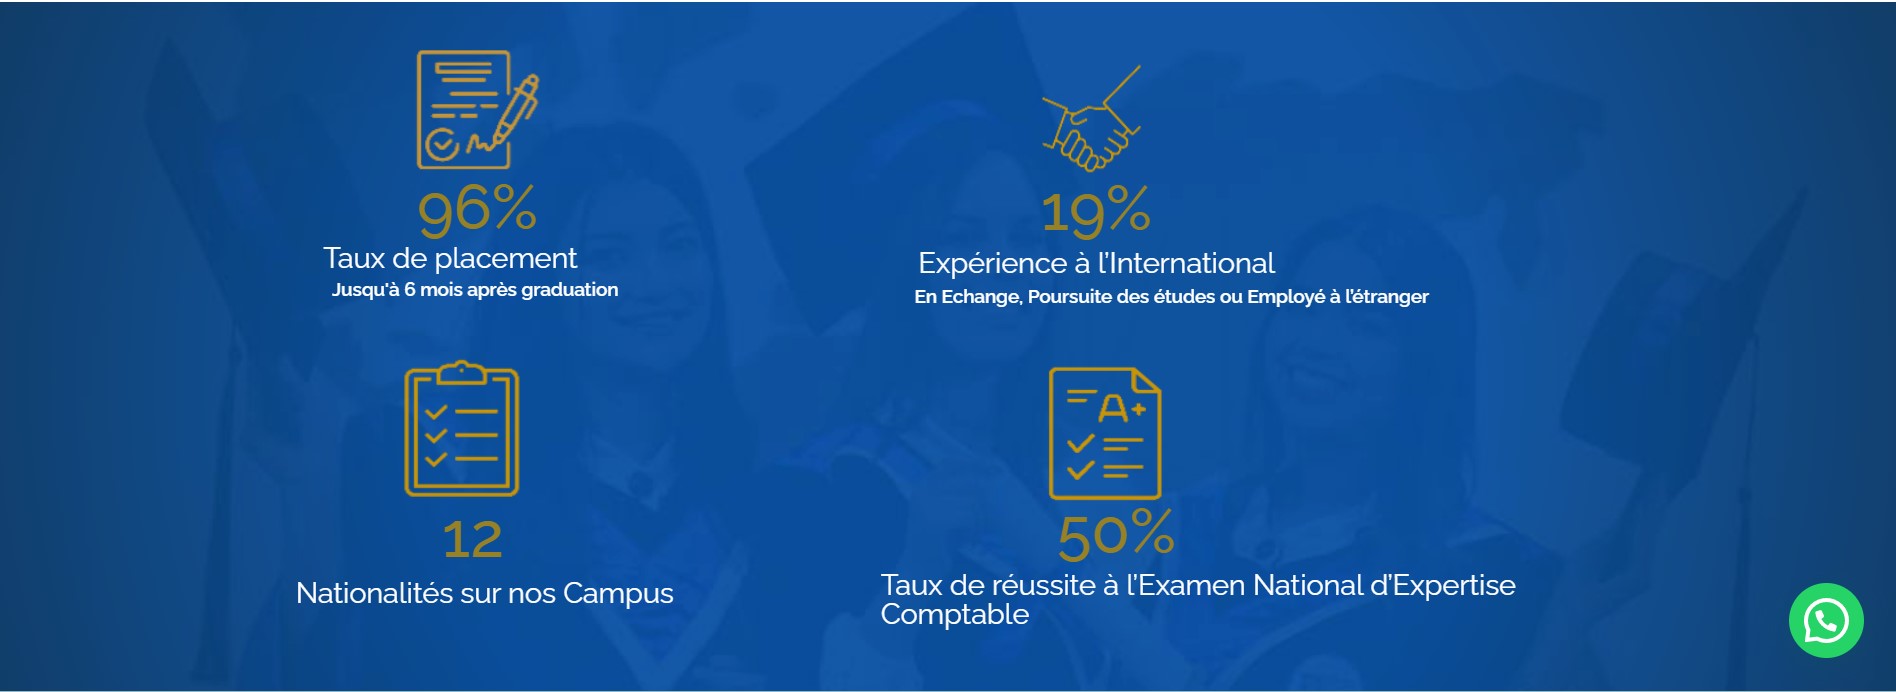 96%
Taux de placement
Jusqu'à 6 mois après graduation
19%
Expérience à l'International
En Echange, Poursuite des études ou Employé à l'étranger
12
Nationalités sur nos Campus
A+
50%
Taux de réussite à l'Examen National d'Expertise
Comptable